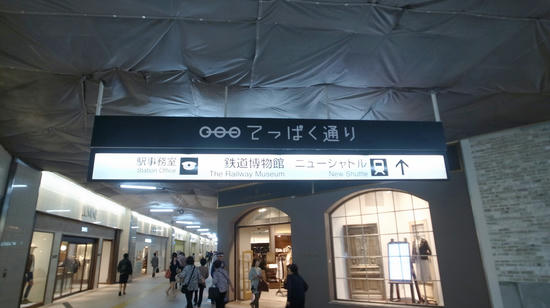 てっぱく通り
駅事務室 鉄道博物館 ニューシャトル
Station Office The Railway Museum New Shuttle